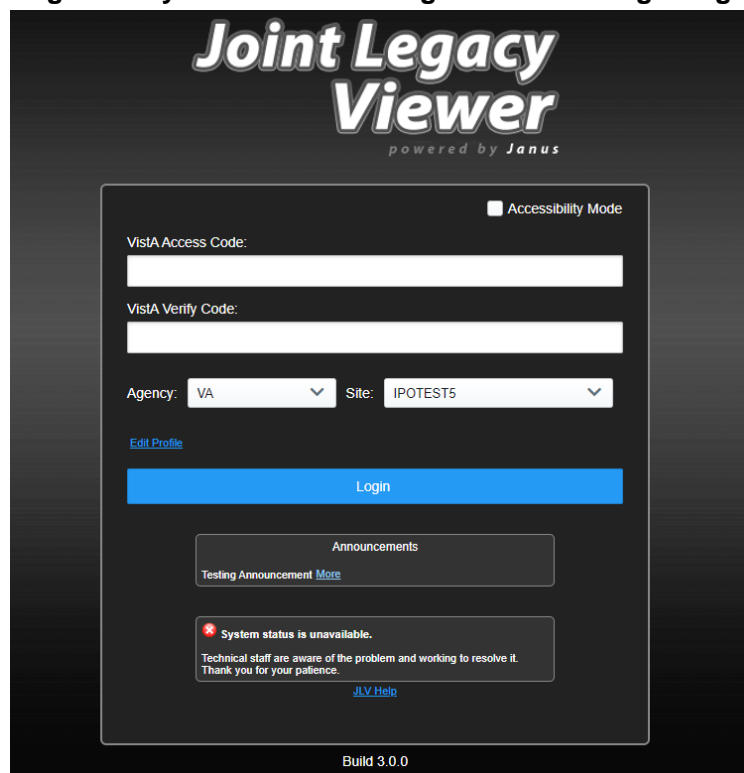 Joint Legacy
Viewer
powered by Janus
Accessibility Mode
VistA Access Code:
VistA Verify Code:
Agency: VA Site: IPOTEST5
Edit Profile
Login
Announcements
Testing Announcement More
System status is unavailable.
Technical staff are aware of the problem and working to resolve it.
Thank you for your patience.
JLV Help
Build 3.0.0